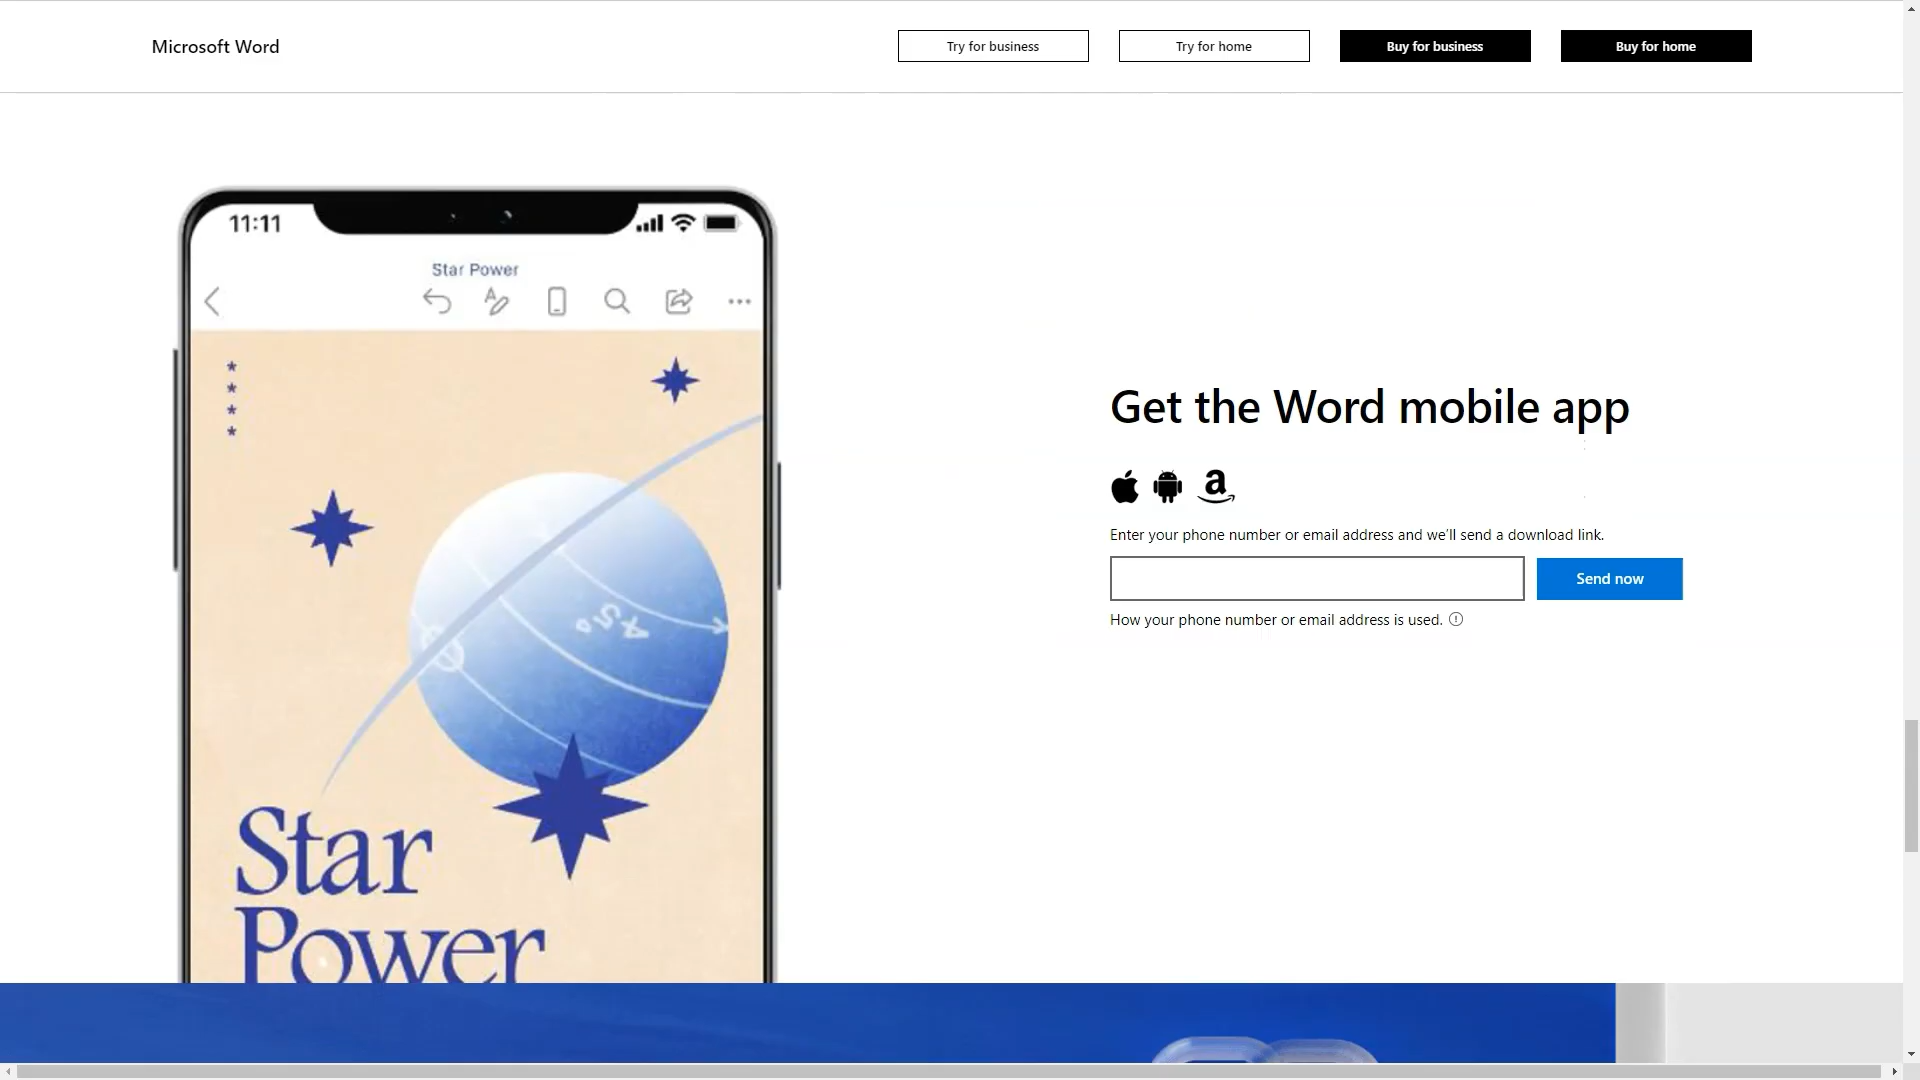 Microsoft Word
Try for business
Try for home
Buy for business
Buy for home
11:11
Star Power
*
*
*
*
450
Star
Power
Get the Word mobile app
Enter your phone number or email address and we’ll send a download link.
Send now
How your phone number or email address is used.